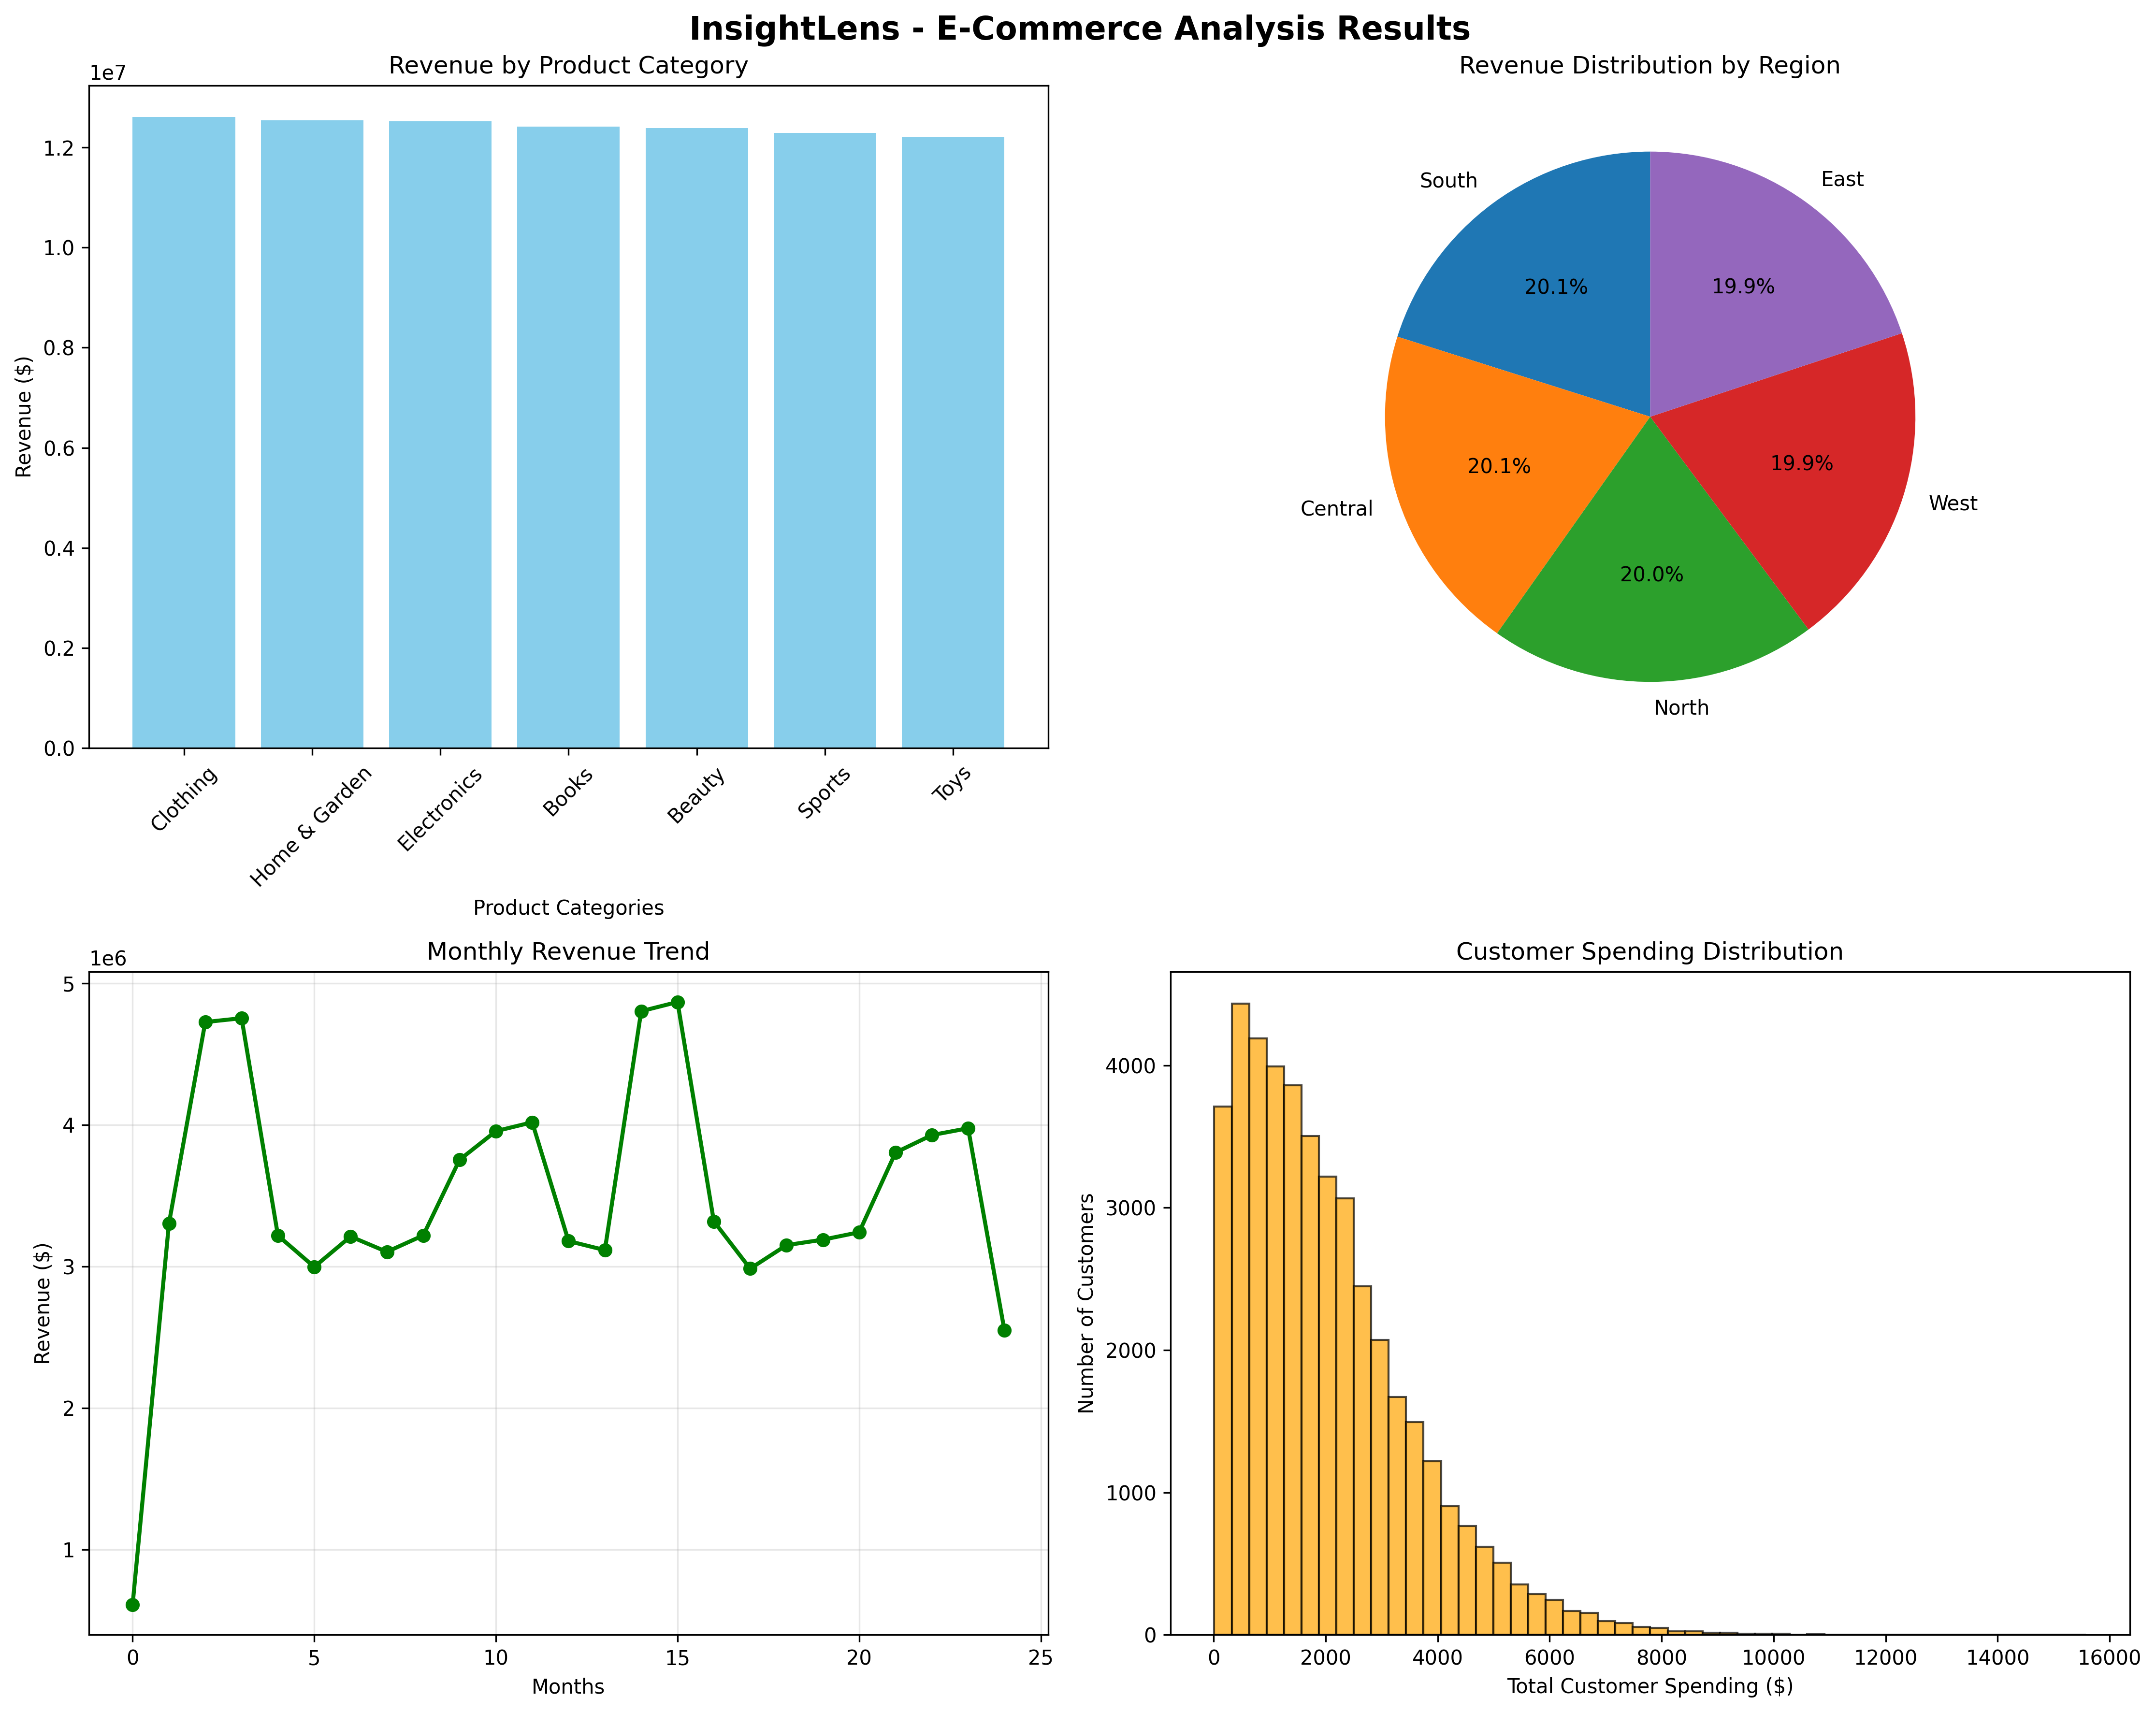 InsightLens - E-Commerce Analysis Results
Revenue by Product Category
1e7
Revenue ($)
1.2
1.0
0.8
0.6
0.4
0.2
0.0
Clothing
Home & Garden
Electronics
Books
Beauty
Sports
Toys
Product Categories
Revenue Distribution by Region
South
East
20.1%
19.9%
20.1%
19.9%
Central
West
20.0%
North
Monthly Revenue Trend
1e6
Revenue ($)
5
4
3
2
1
0 5 10 15 20 25
Months
Customer Spending Distribution
Number of Customers
4000
3000
2000
1000
0
0 2000 4000 6000 8000 10000 12000 14000 16000
Total Customer Spending ($)